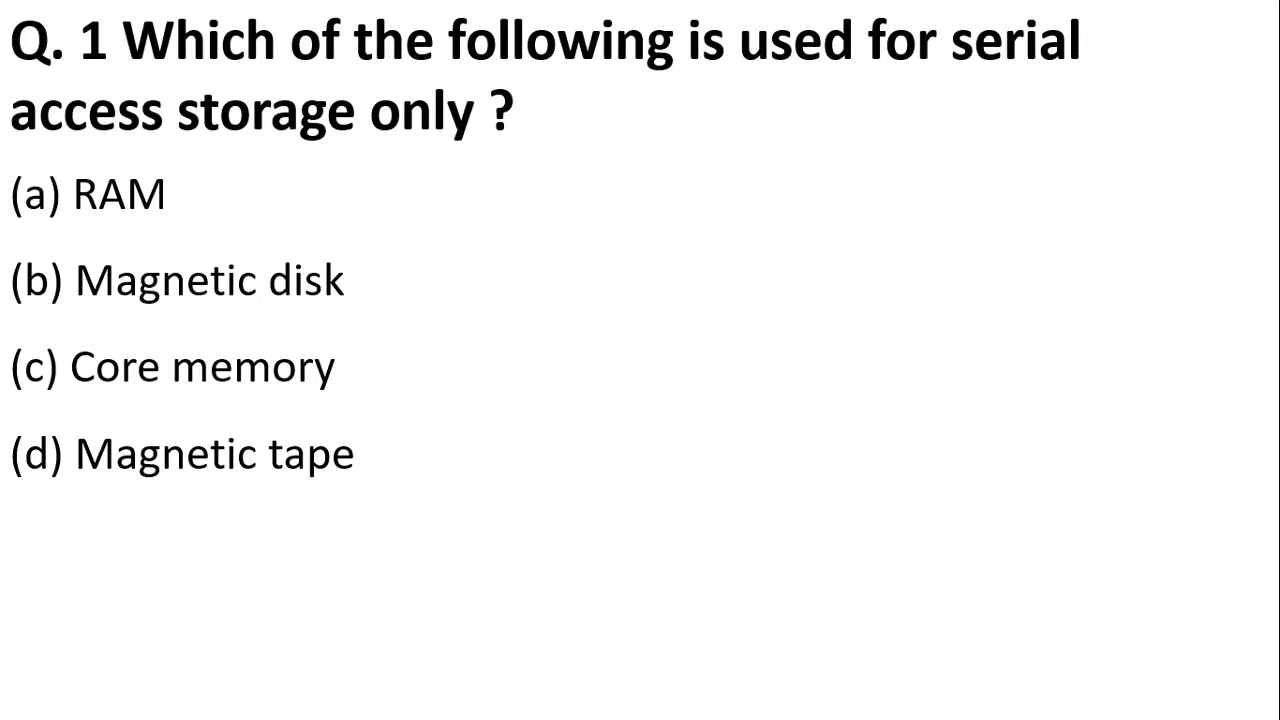 Q. 1 Which of the following is used for serial
access storage only ?
(a) RAM
(b) Magnetic disk
(c) Core memory
(d) Magnetic tape